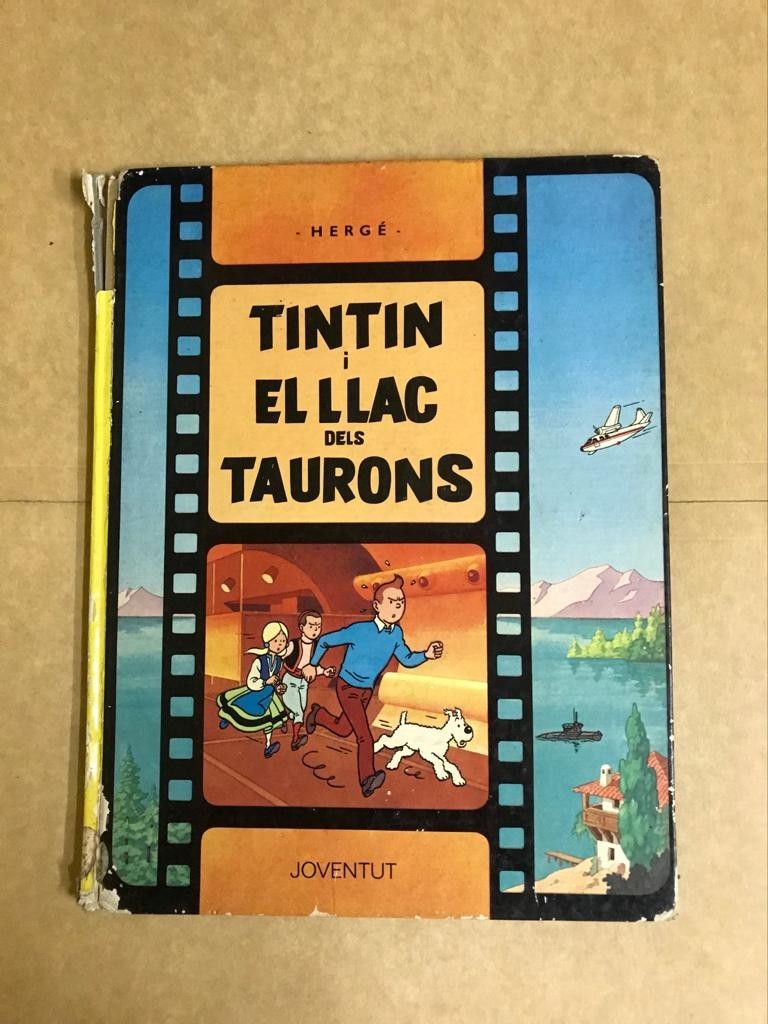 - HERGÉ -
TINTIN
i
EL LLAC
DELS
TAURONS
JOVENTUT